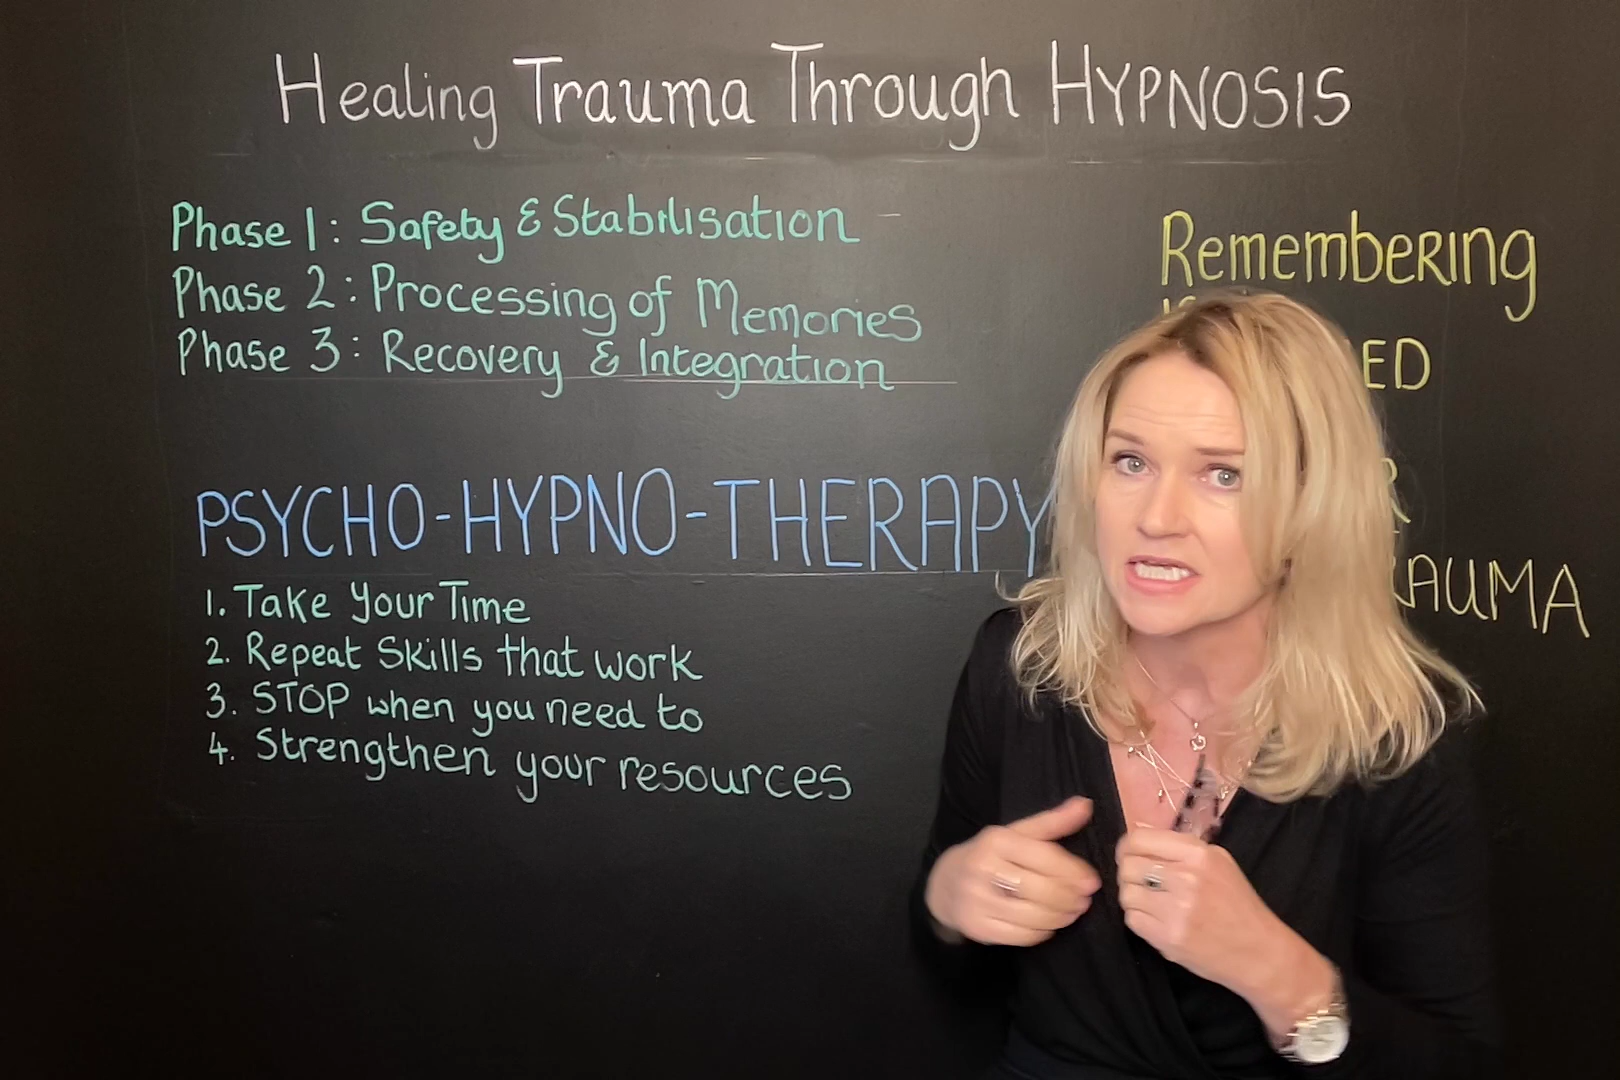 Healing Trauma Through HYPNOSIS
Phase 1: Safety & Stabilisation
Phase 2: Processing of Memories
Phase 3: Recovery & Integration
Remembering
PSYCHO-HYPNO-THERAPY
1. Take Your Time
2. Repeat Skills that work
3. STOP when you need to
4. Strengthen your resources